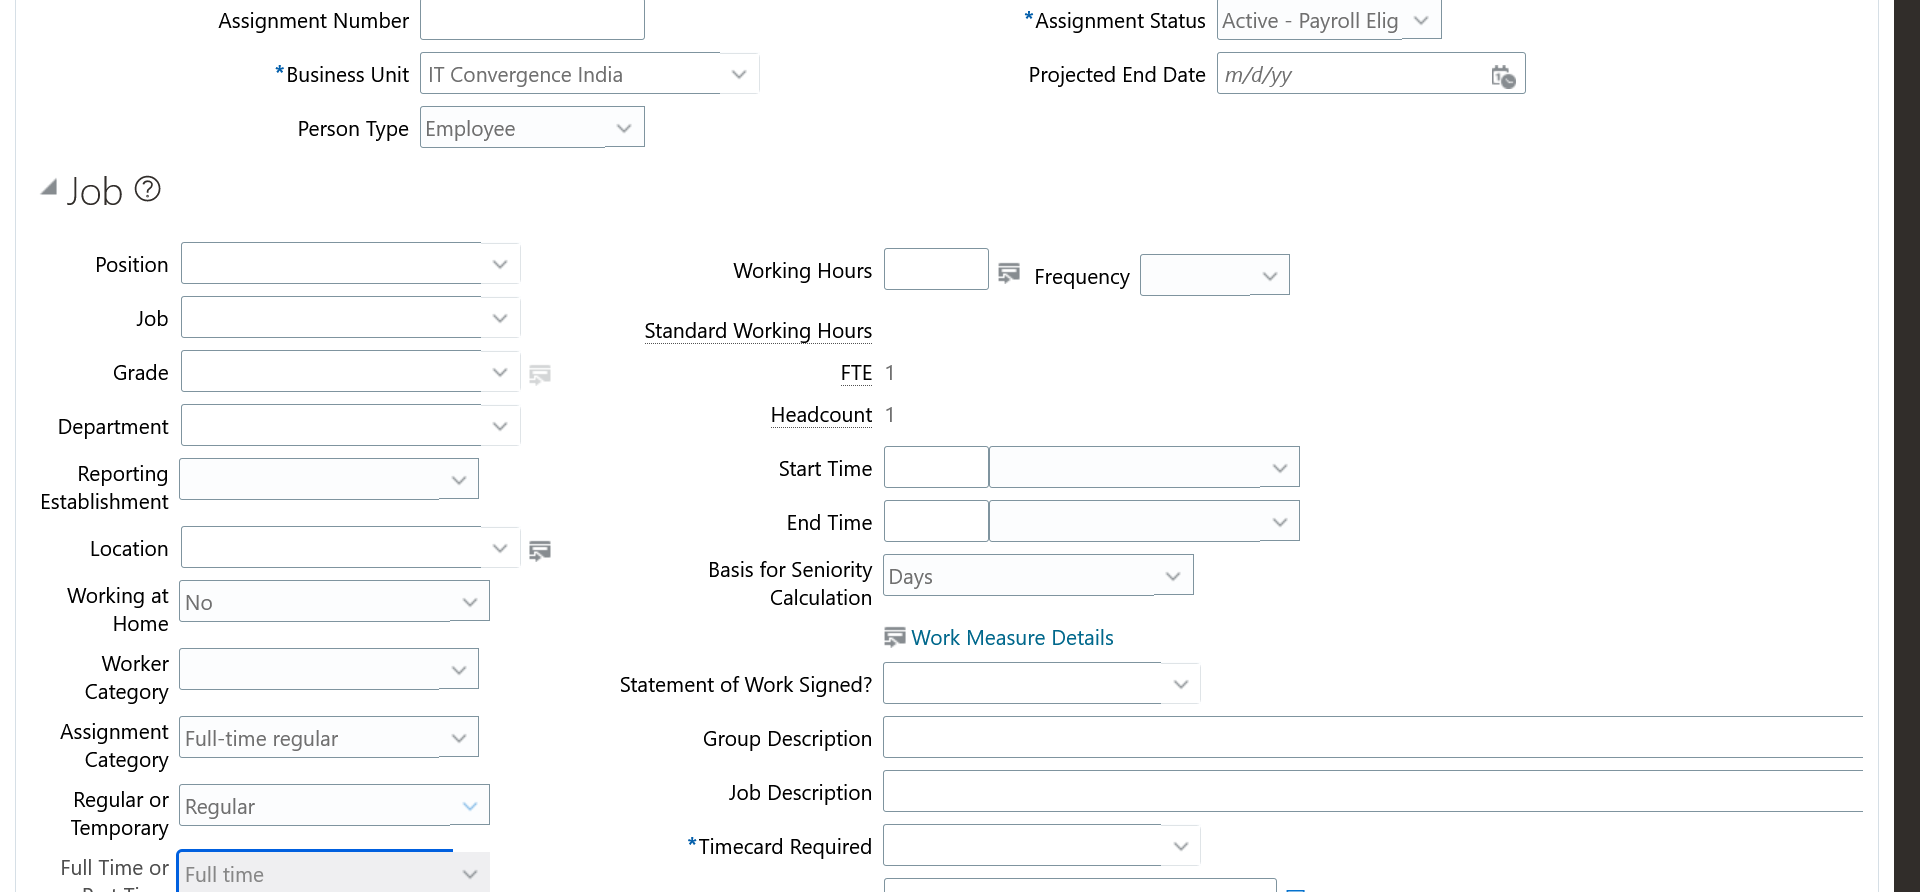 Assignment Number
*Assignment Status Active - Payroll Elig
*Business Unit IT Convergence India
Projected End Date m/d/yy
Person Type Employee
Job
Position
Job
Grade
Department
Reporting
Establishment
Location
Working at
Home
No
Worker
Category
Assignment
Category
Full-time regular
Regular or
Temporary
Regular
Full Time or
Full time
Working Hours
Frequency
Standard Working Hours
FTE 1
Headcount 1
Start Time
End Time
Basis for Seniority
Calculation
Days
Work Measure Details
Statement of Work Signed?
Group Description
Job Description
*Timecard Required